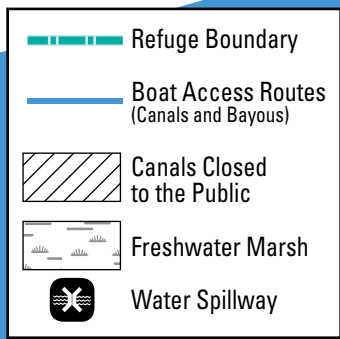 Refuge Boundary
Boat Access Routes
(Canals and Bayous)
Canals Closed
to the Public
Freshwater Marsh
Water Spillway